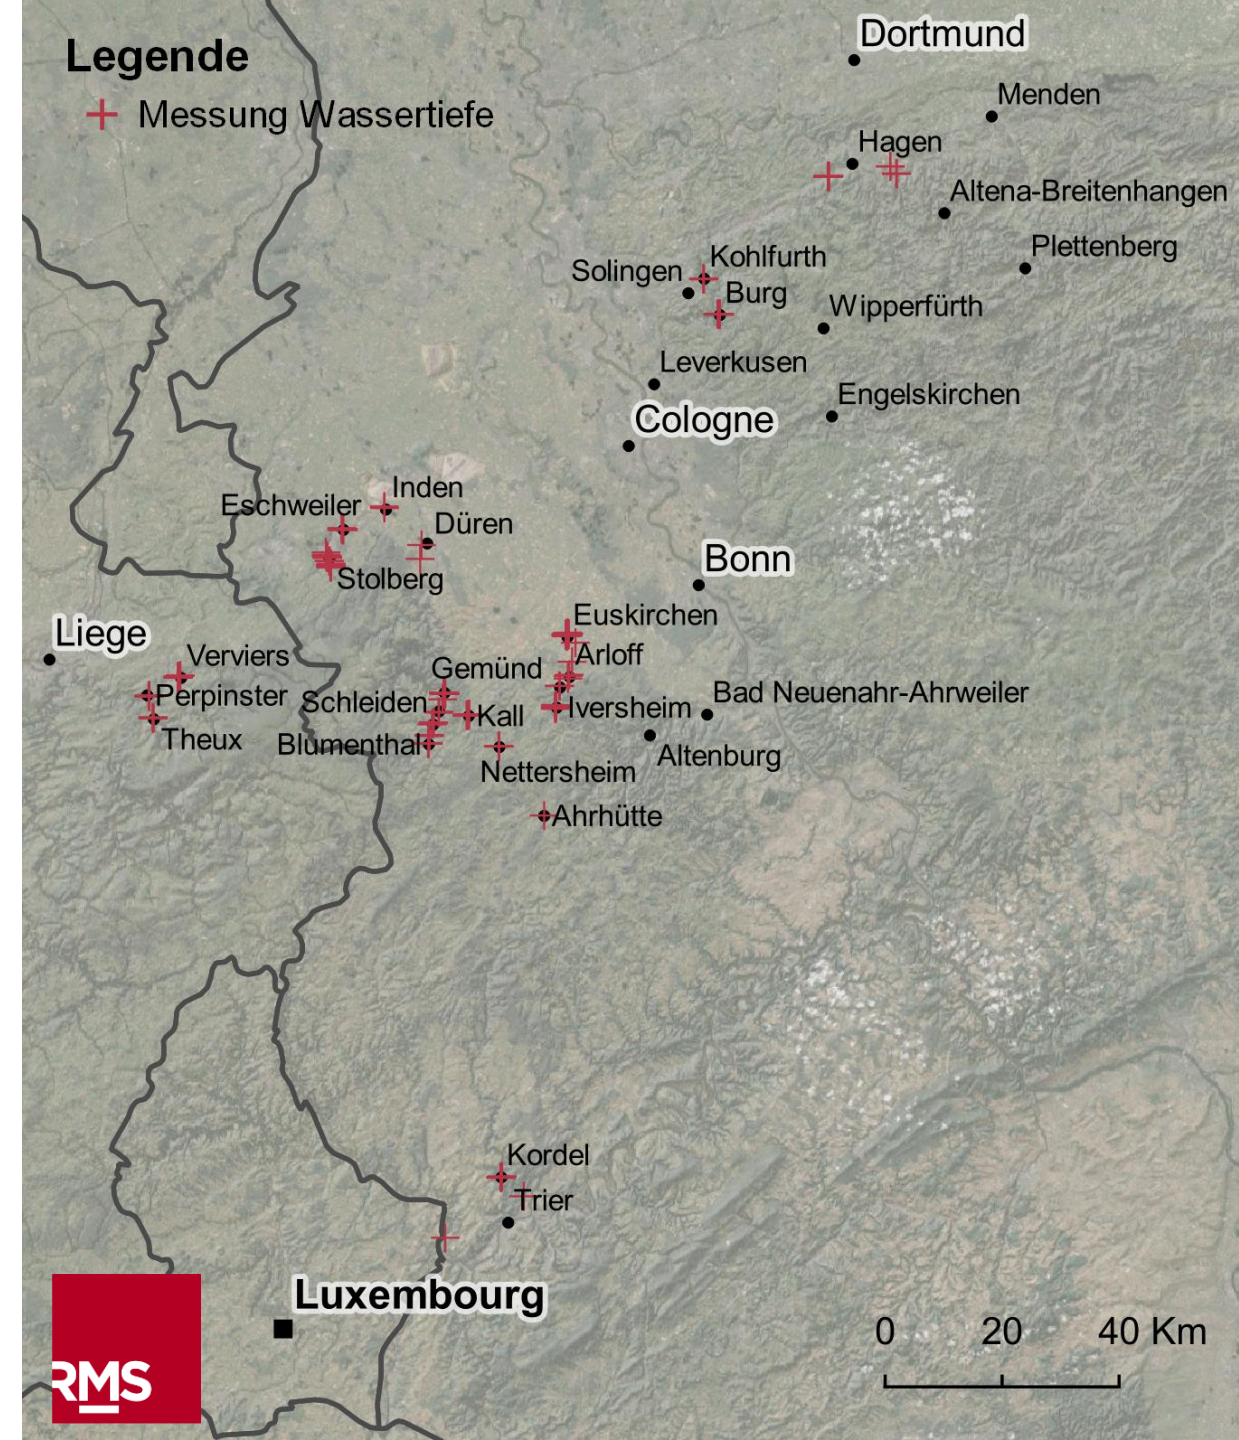 Legende
Messung Wassertiefe
Dortmund
Menden
Hagen
Altena-Breitenhangen
Plettenberg
Kohlfurth
Solingen
Burg
Wipperfürth
Leverkusen
Engelskirchen
Cologne
Inden
Eschweiler
Düren
Bonn
Stolberg
Euskirchen
Liege
Verviers
Arloff
Gemünd
Perpinster
Schleiden
Bad Neuenahr-Ahrweiler
Iversheim
Kall
Theux
Blumenthal
Altenburg
Nettersheim
Ahrhütte
Kordel
Trier
Luxembourg
0 20 40 Km
RMS